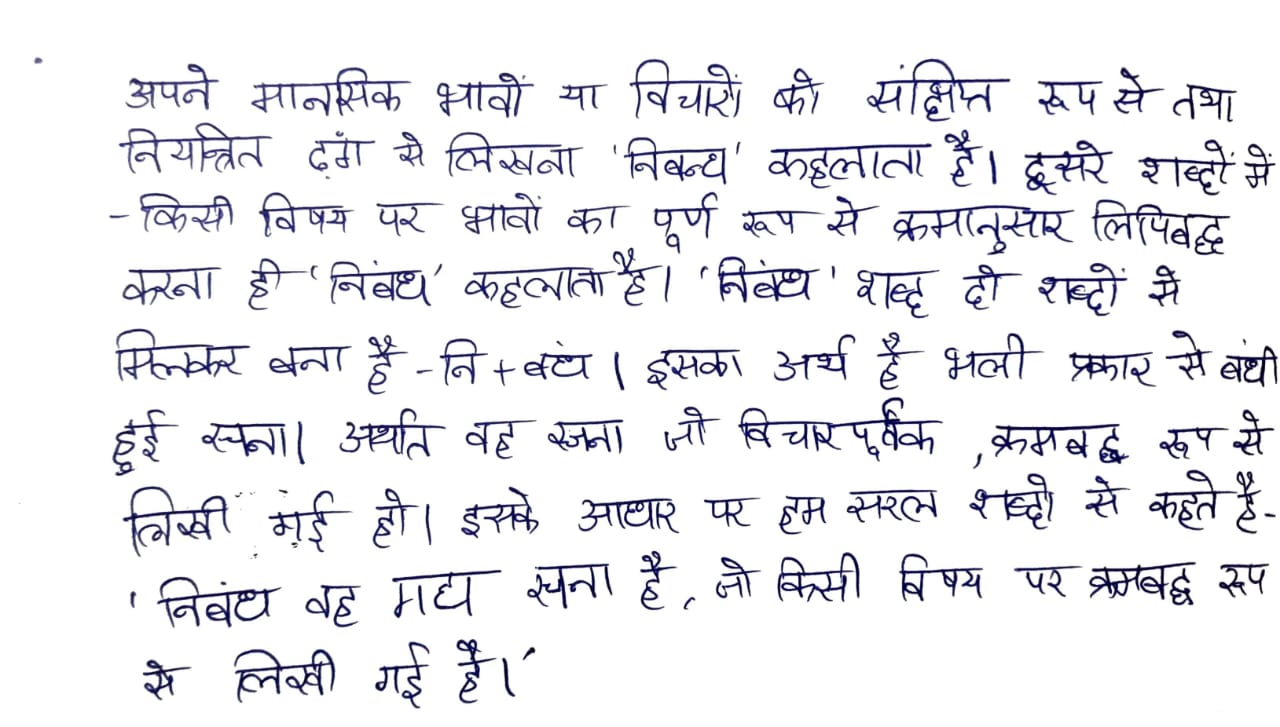 अपने मानसिक भावों या विचारों को संक्षिप्त रूप से तथा
नियन्त्रित ढ़ंग से लिखना 'निबन्ध' कहलाता है। दूसरे शब्दों में
-किसी विषय पर भावों का पूर्ण रूप से क्रमानुसार लिपिबद्ध
करना ही 'निबंध' कहलाता है। 'निबंध' शब्द दो शब्दों से
मिलकर बना है -नि + बंध । इसका अर्थ है भली प्रकार से बंधी
हुई रचना। अर्थात वह रचना जो विचारपूर्वक ,क्रमबद्ध रूप से
लिखी गई हो। इसके आधार पर हम सरल शब्दो से कहते है-
'निबंध वह गद्य रचना है, जो किसी विषय पर क्रमबद्ध रूप
से लिखी गई है।'